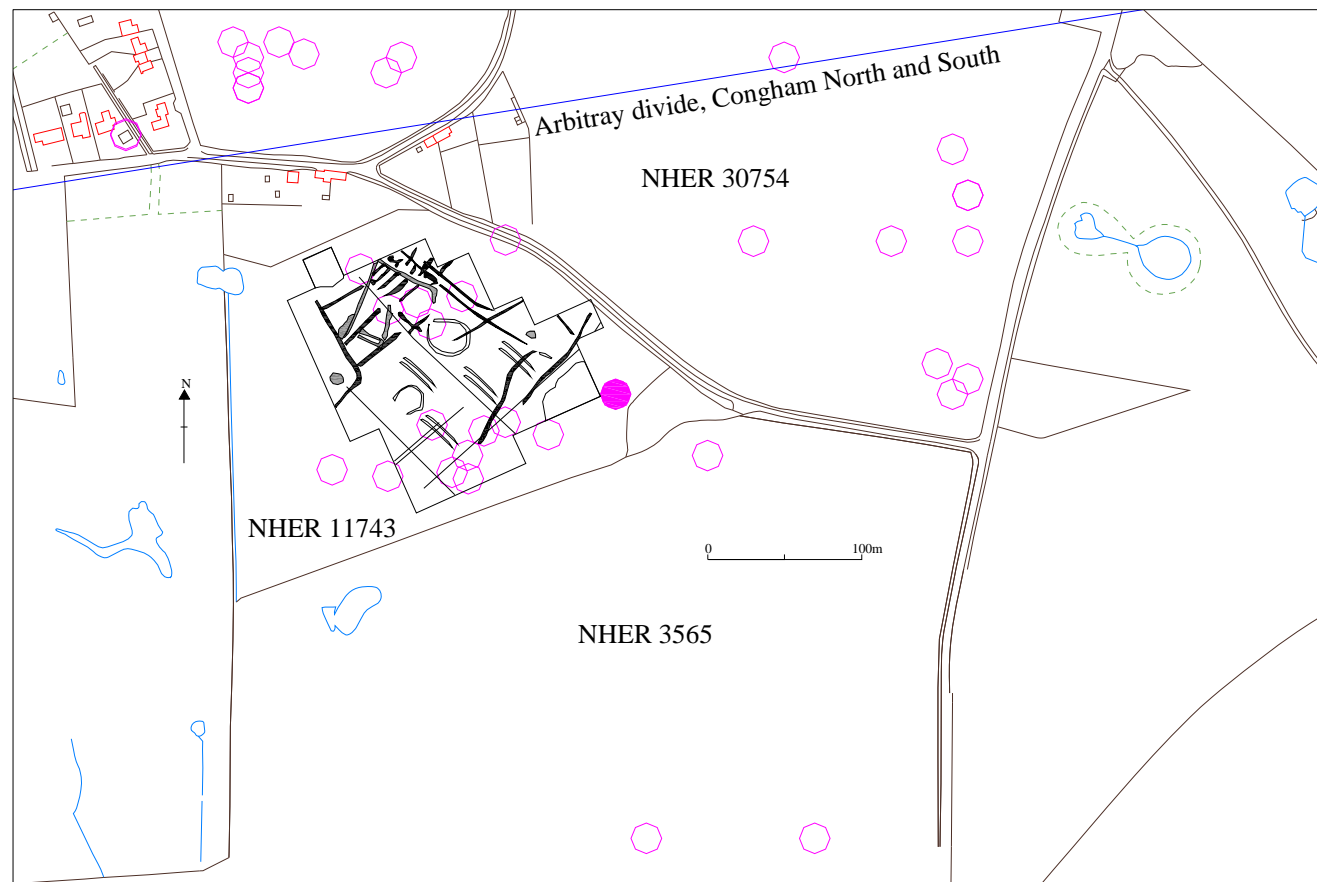 Arbitray divide, Congham North and South
NHER 30754
N
NHER 11743
0 100m
NHER 3565